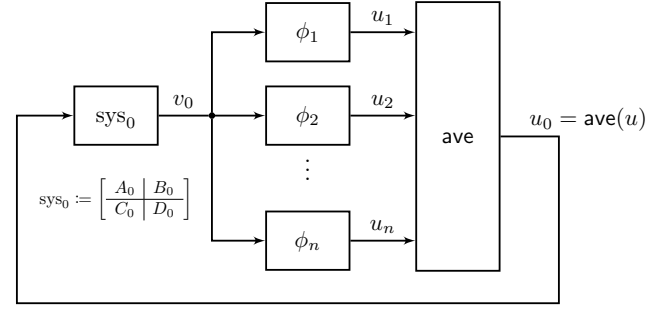 ϕ₁
u₁
sys₀
v₀
ϕ₂
u₂
ave
u₀ = ave(u)
⋮
sys₀ := [ A₀ | B₀
C₀ | D₀ ]
ϕₙ
uₙ